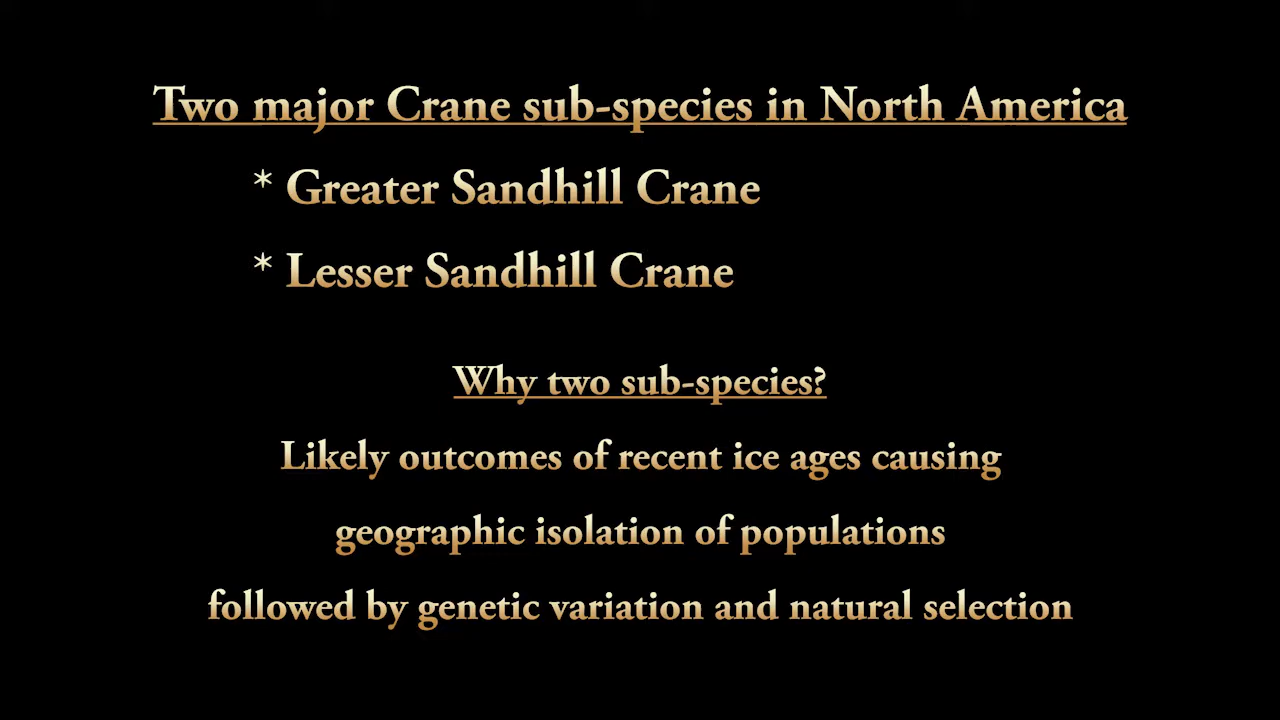 Two major Crane sub-species in North America
* Greater Sandhill Crane
* Lesser Sandhill Crane
Why two sub-species?
Likely outcomes of recent ice ages causing
geographic isolation of populations
followed by genetic variation and natural selection